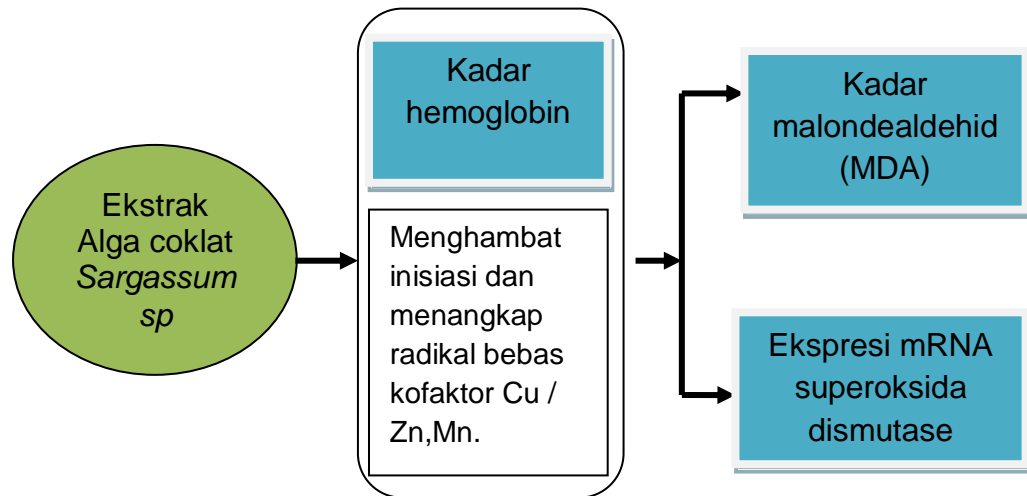 Ekstrak
Alga coklat
Sargassum
sp
Kadar
hemoglobin
Menghambat
inisiasi dan
menangkap
radikal bebas
kofaktor Cu /
Zn,Mn.
Kadar
malondealdehid
(MDA)
Ekspresi mRNA
superoksida
dismutase